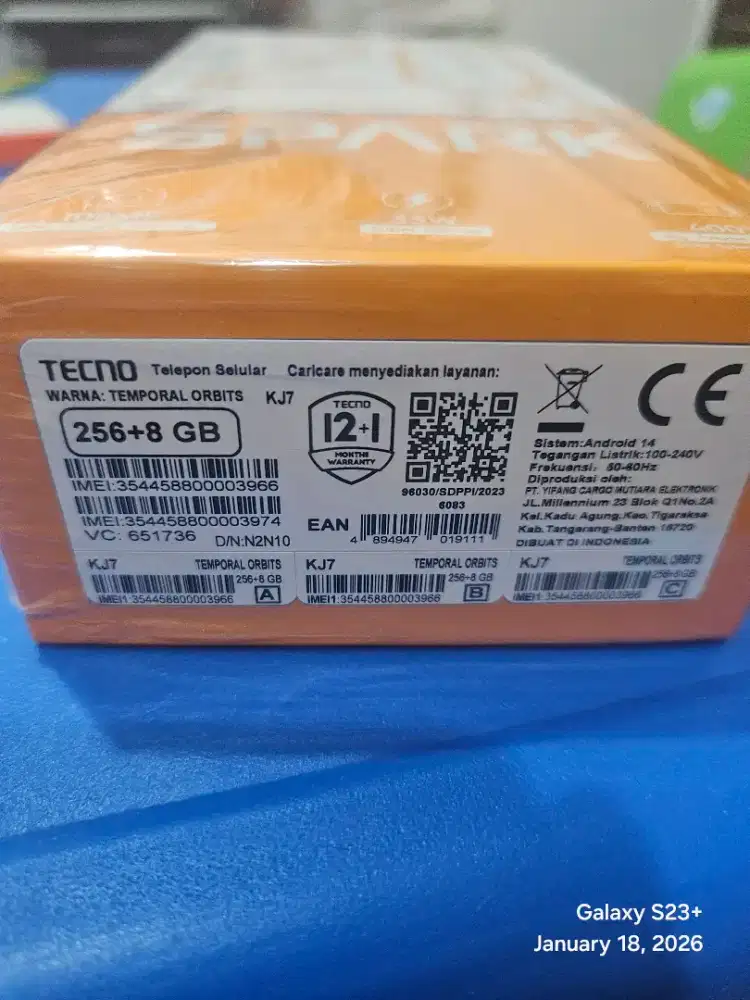 SPARK
TECNO Telepon Selular Carlcare menyediakan layanan:
WARNA: TEMPORAL ORBITS KJ7
256+8 GB
IMEI:354458800003966
IMEI:354458800003974
VC: 651736 D/N:N2N10
TECNO
12+1
MONTHS
WARRANTY
96030/SDPPI/2023
6083
EAN
4 894947 019111
CE
Sistem:Android 14
Tegangan Listrik:100-240V
Frekuensi: 50-60Hz
Diproduksi oleh:
PT. YIFANG CARGO MUTIARA ELEKTRONIK
JL.Millennium 23 Blok Q1No.2A
Kel.Kadu Agung,Kec.Tigaraksa
Kab.Tangerang-Banten 15720
DIBUAT DI INDONESIA
KJ7 TEMPORAL ORBITS
256+8 GB
IMEI1:354458800003966 A
KJ7 TEMPORAL ORBITS
256+8 GB
IMEI1:354458800003966 B
KJ7 TEMPORAL ORBITS
256+8 GB
IMEI1:354458800003966 C
Galaxy S23+
January 18, 2026